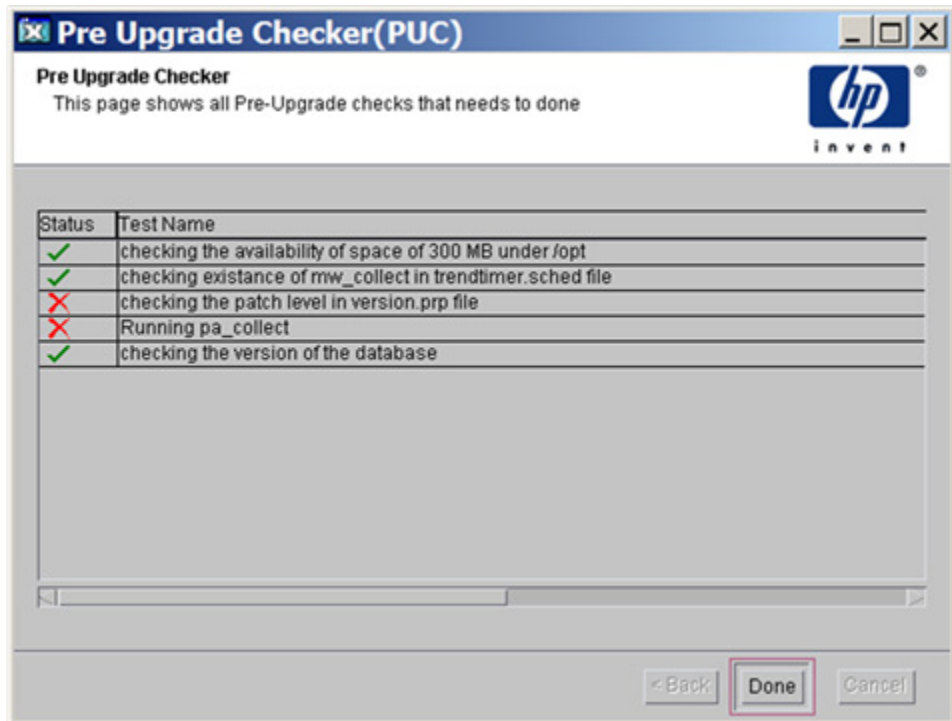 Pre Upgrade Checker(PUC)
Pre Upgrade Checker
This page shows all Pre-Upgrade checks that needs to done
hp
®
invent
Status Test Name
checking the availability of space of 300 MB under /opt
checking existance of mw_collect in trendtimer.sched file
checking the patch level in version.prp file
Running pa_collect
checking the version of the database
< Back Done Cancel